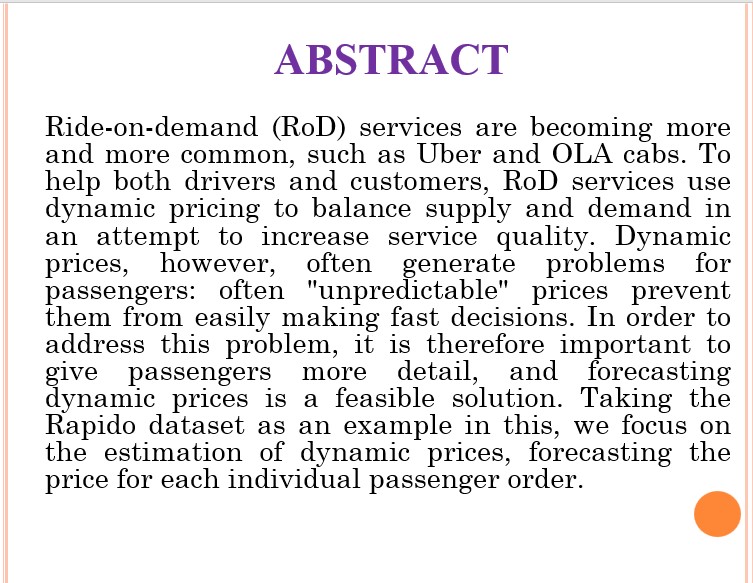 ABSTRACT
Ride-on-demand (RoD) services are becoming more
and more common, such as Uber and OLA cabs. To
help both drivers and customers, RoD services use
dynamic pricing to balance supply and demand in
an attempt to increase service quality. Dynamic
prices, however, often generate problems for
passengers: often "unpredictable" prices prevent
them from easily making fast decisions. In order to
address this problem, it is therefore important to
give passengers more detail, and forecasting
dynamic prices is a feasible solution. Taking the
Rapido dataset as an example in this, we focus on
the estimation of dynamic prices, forecasting the
price for each individual passenger order.